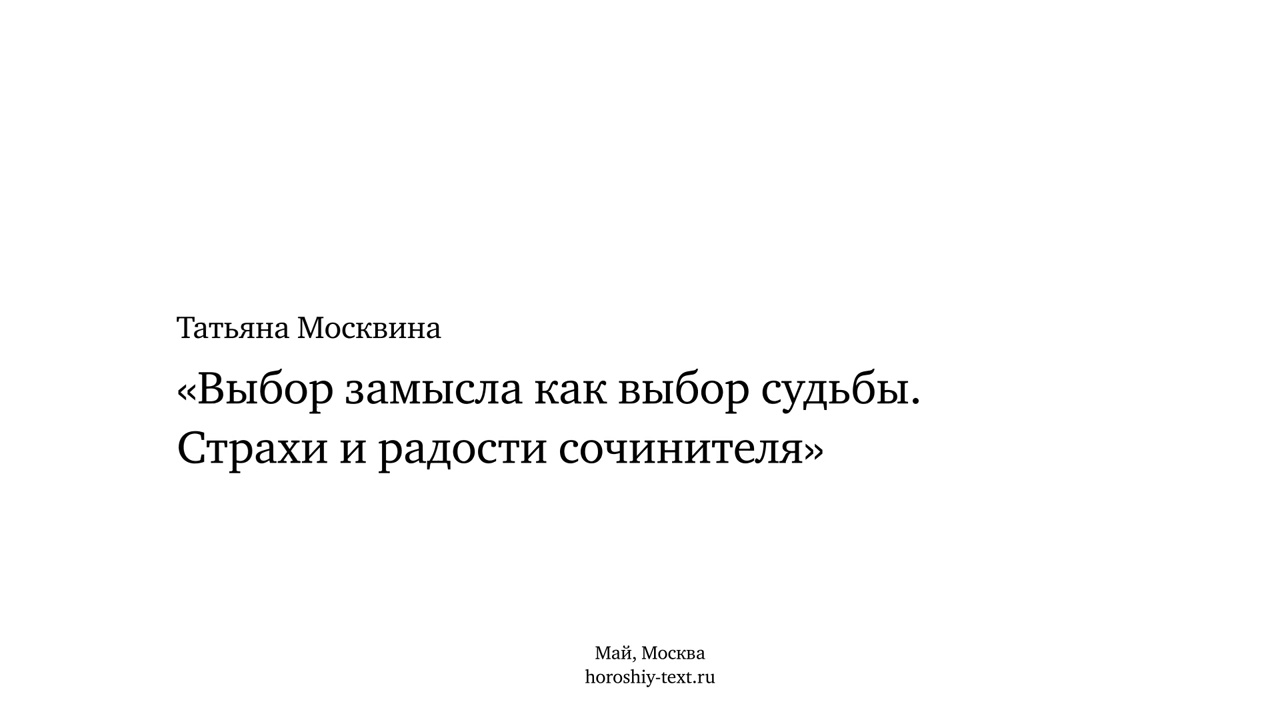 Татьяна Москвина
«Выбор замысла как выбор судьбы.
Страхи и радости сочинителя»
Май, Москва
horoshiy-text.ru